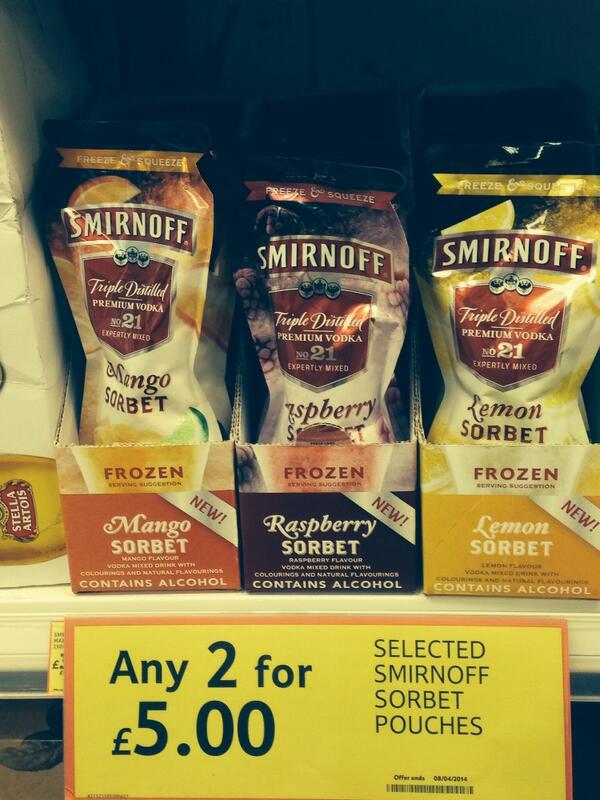 FREEZE & SQUEEZE
SMIRNOFF
Triple Distilled
PREMIUM VODKA
NO 21
EXPERTLY MIXED
Mango
SORBET
FROZEN
SERVING SUGGESTION
NEW!
Mango
SORBET
MANGO FLAVOUR
VODKA MIXED DRINK WITH
COLOURINGS AND NATURAL FLAVOURINGS
CONTAINS ALCOHOL
FREEZE & SQUEEZE
SMIRNOFF
Triple Distilled
PREMIUM VODKA
NO 21
EXPERTLY MIXED
Raspberry
SORBET
FROZEN
SERVING SUGGESTION
NEW!
Raspberry
SORBET
RASPBERRY FLAVOUR
VODKA MIXED DRINK WITH
COLOURINGS AND NATURAL FLAVOURINGS
CONTAINS ALCOHOL
FREEZE & SQUEEZE
SMIRNOFF
Triple Distilled
PREMIUM VODKA
NO 21
EXPERTLY MIXED
Lemon
SORBET
FROZEN
SERVING SUGGESTION
NEW!
Lemon
SORBET
LEMON FLAVOUR
VODKA MIXED DRINK WITH
COLOURINGS AND NATURAL FLAVOURINGS
CONTAINS ALCOHOL
STELLA
ARTOIS
Any 2 for
£5.00
SELECTED
SMIRNOFF
SORBET
POUCHES
Offer ends 08/04/2014